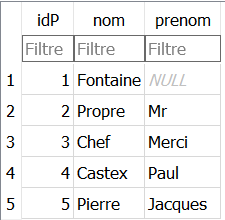 idP nom prenom
Filtre Filtre Filtre
1 1 Fontaine NULL
2 2 Propre Mr
3 3 Chef Merci
4 4 Castex Paul
5 5 Pierre Jacques